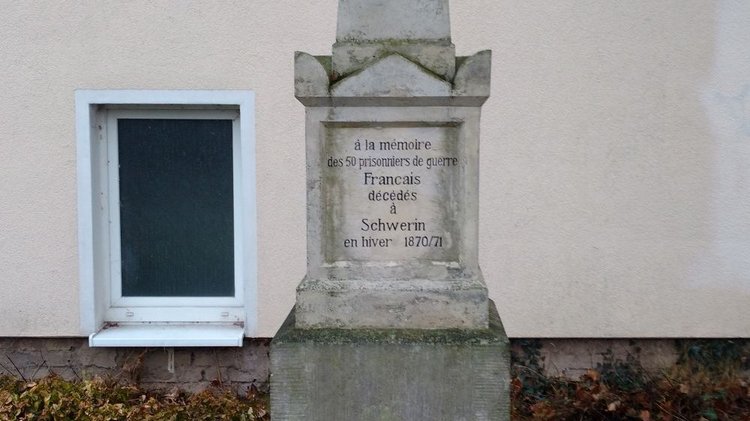 à la mémoire
des 50 prisonniers de guerre
Francais
décédés
à
Schwerin
en hiver 1870/71